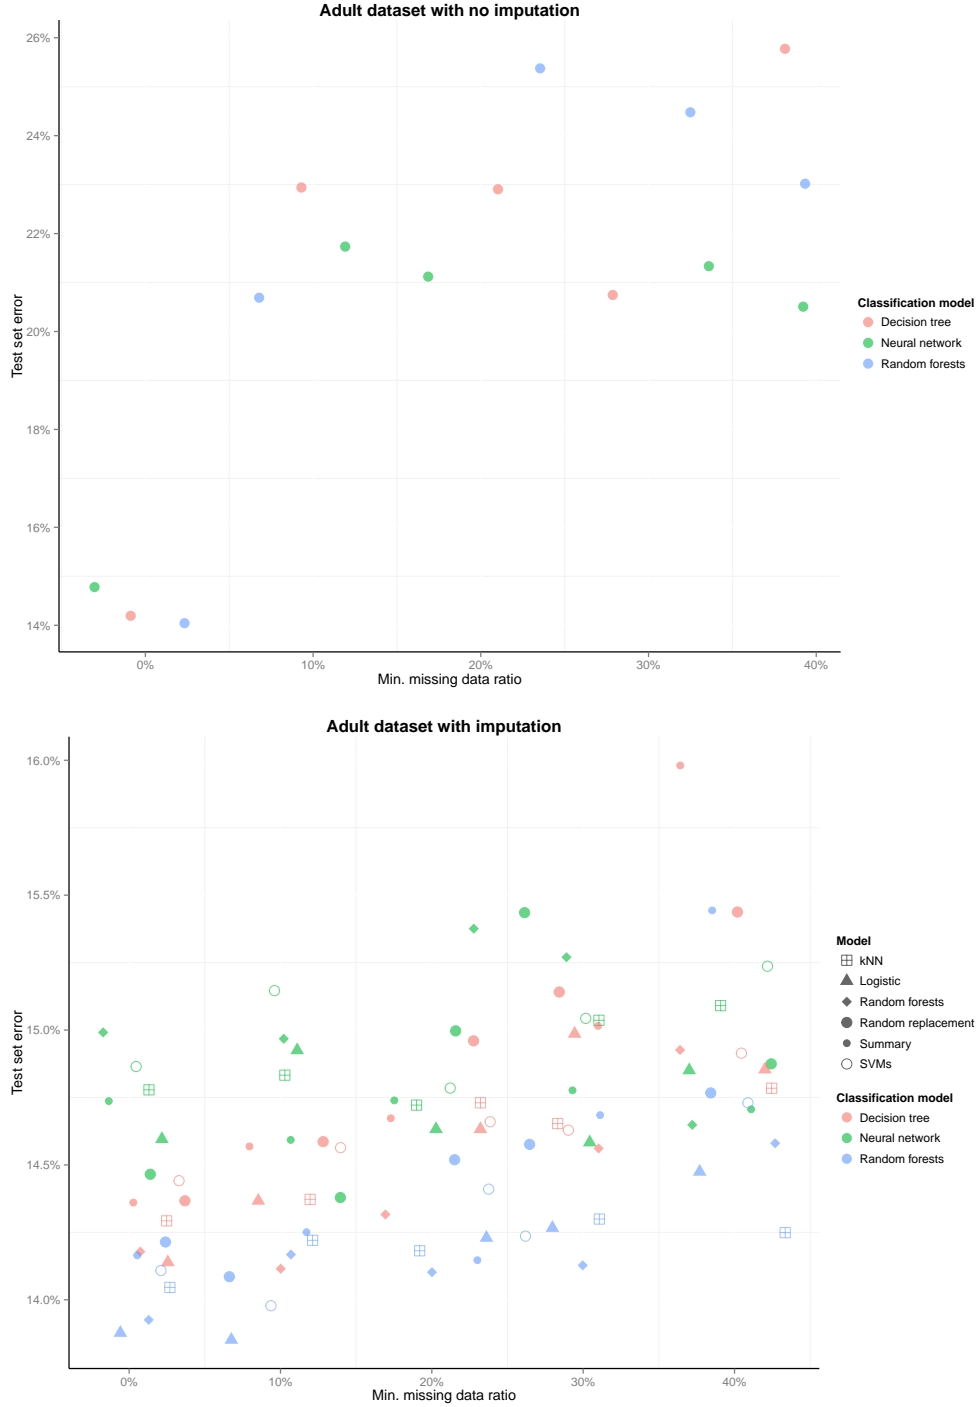 Adult dataset with no imputation
26%
24%
22%
20%
18%
16%
14%
Test set error
0%
10%
20%
30%
40%
Min. missing data ratio
Classification model
Decision tree
Neural network
Random forests
Adult dataset with imputation
16.0%
15.5%
15.0%
14.5%
14.0%
Test set error
0%
10%
20%
30%
40%
Min. missing data ratio
Model
kNN
Logistic
Random forests
Random replacement
Summary
SVMs
Classification model
Decision tree
Neural network
Random forests